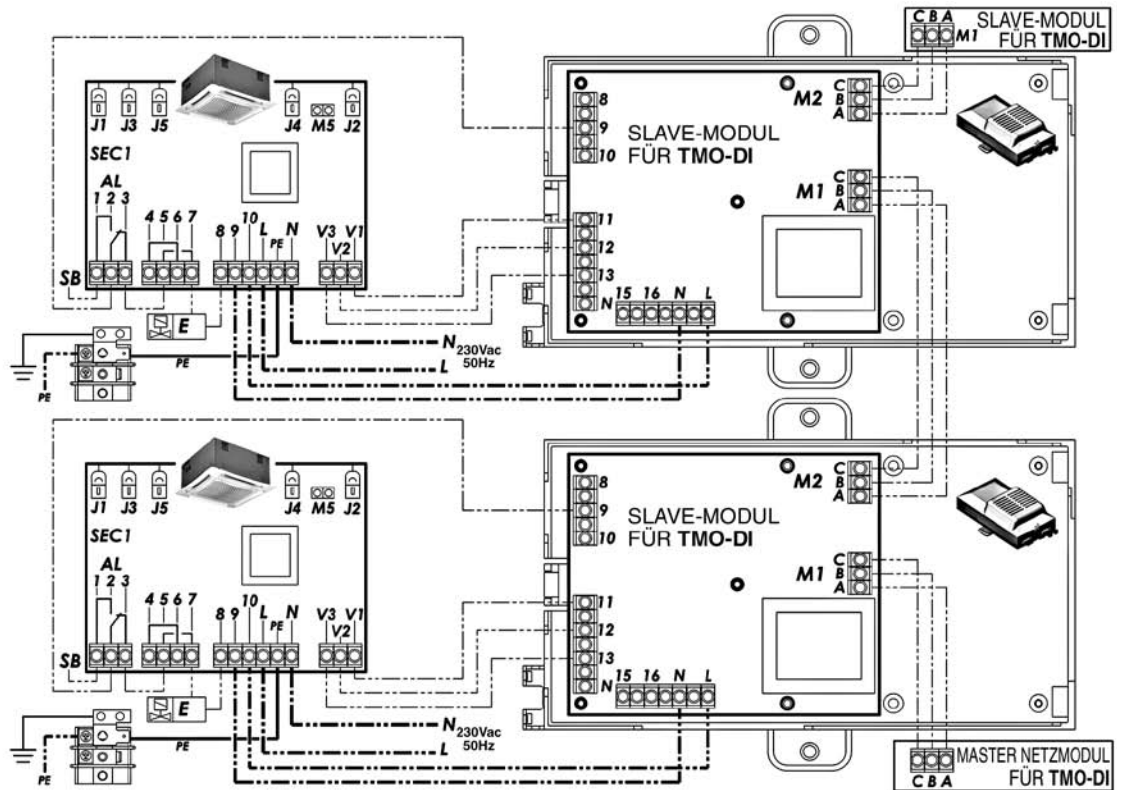 C B A
M1
SLAVE-MODUL
FÜR TMO-DI
J1 J3 J5 J4 M5 J2
SEC1
AL
1 2 3
4 5 6 7
8 9 10 L PE N
V3 V2 V1
SB
E
PE
PE
N 230Vac
L 50Hz
8
9
10
SLAVE-MODUL
FÜR TMO-DI
M2
C
B
A
M1
C
B
A
11
12
13
N
15 16 N L
J1 J3 J5 J4 M5 J2
SEC1
AL
1 2 3
4 5 6 7
8 9 10 L PE N
V3 V2 V1
SB
E
PE
PE
N 230Vac
L 50Hz
8
9
10
SLAVE-MODUL
FÜR TMO-DI
M2
C
B
A
M1
C
B
A
11
12
13
N
15 16 N L
MASTER NETZMODUL
FÜR TMO-DI
C B A